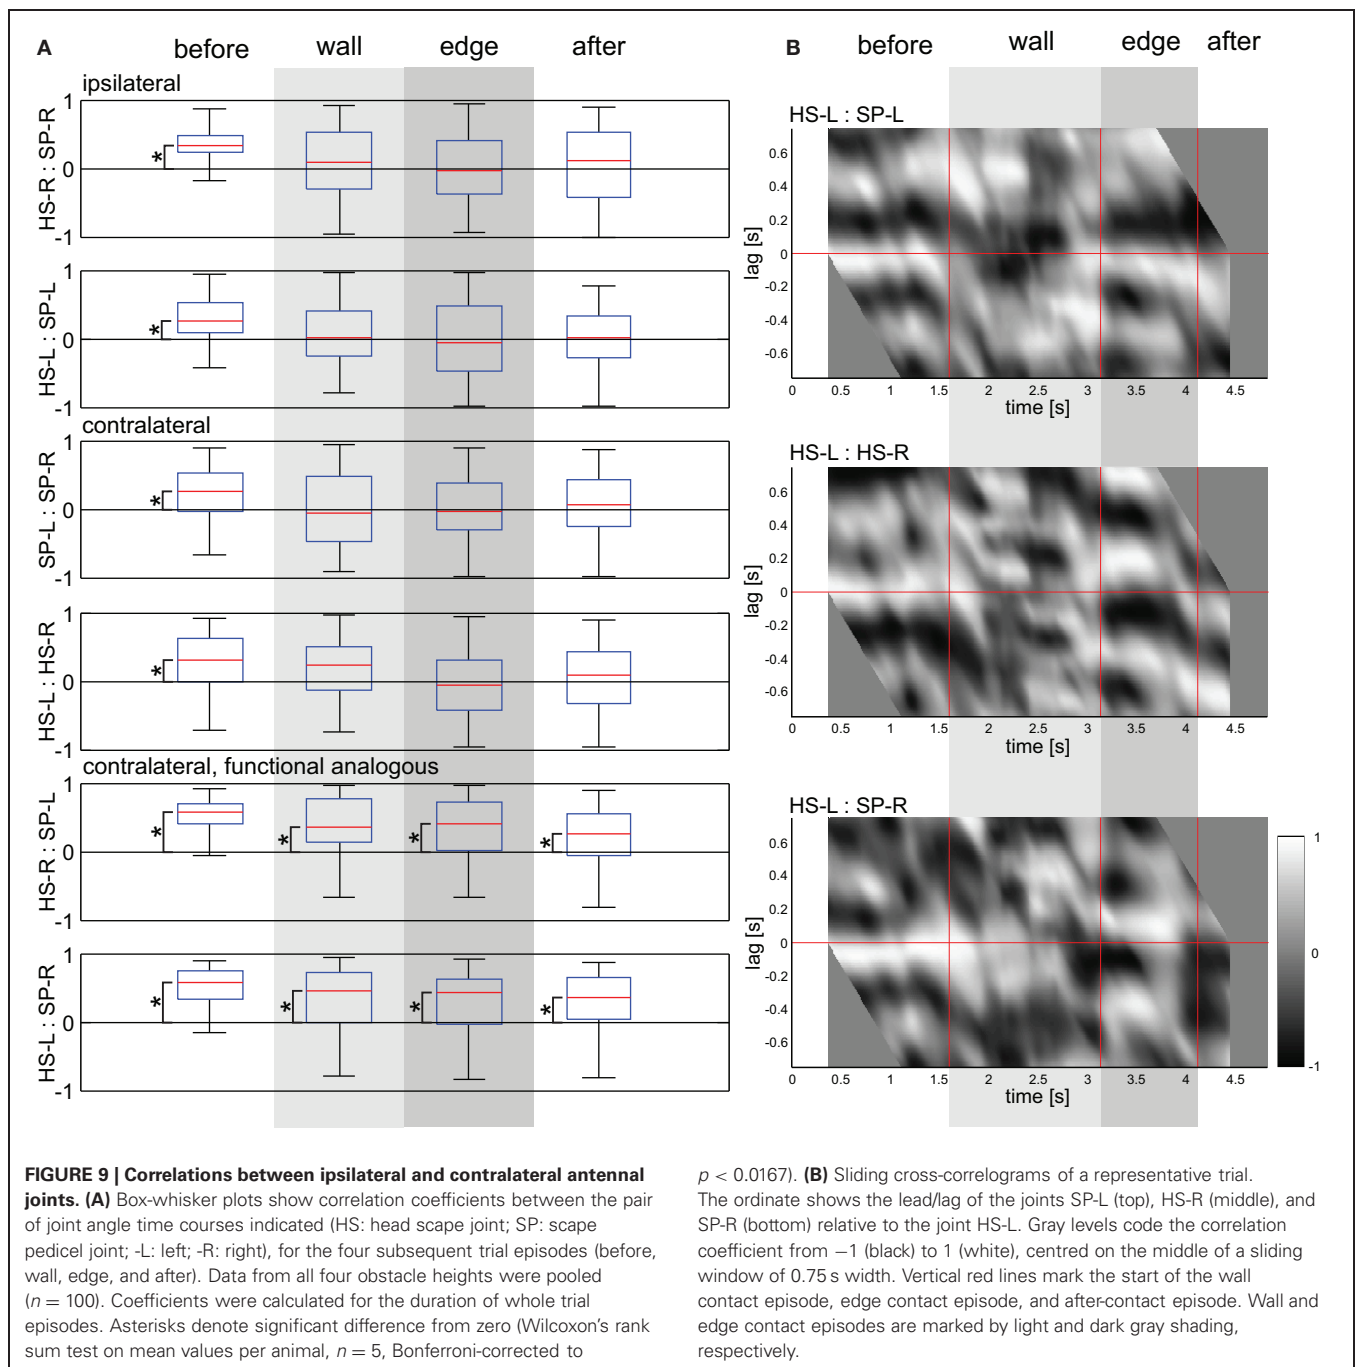 A
before
wall
edge
after
ipsilateral
HS-R : SP-R
1
0
-1
*
HS-L : SP-L
1
0
-1
*
contralateral
SP-L : SP-R
1
0
-1
*
HS-L : HS-R
1
0
-1
*
contralateral, functional analogous
HS-R : SP-L
1
0
-1
* * * *
HS-L : SP-R
1
0
-1
* * * *
B
before
wall
edge
after
HS-L : SP-L
lag [s]
0.6
0.4
0.2
0
-0.2
-0.4
-0.6
0 0.5 1 1.5 2 2.5 3 3.5 4 4.5
time [s]
HS-L : HS-R
lag [s]
0.6
0.4
0.2
0
-0.2
-0.4
-0.6
0 0.5 1 1.5 2 2.5 3 3.5 4 4.5
time [s]
HS-L : SP-R
lag [s]
0.6
0.4
0.2
0
-0.2
-0.4
-0.6
0 0.5 1 1.5 2 2.5 3 3.5 4 4.5
time [s]
1
0
-1
FIGURE 9 | Correlations between ipsilateral and contralateral antennal
joints. (A) Box-whisker plots show correlation coefficients between the pair
of joint angle time courses indicated (HS: head scape joint; SP: scape
pedicel joint; -L: left; -R: right), for the four subsequent trial episodes (before,
wall, edge, and after). Data from all four obstacle heights were pooled
(n = 100). Coefficients were calculated for the duration of whole trial
episodes. Asterisks denote significant difference from zero (Wilcoxon's rank
sum test on mean values per animal, n = 5, Bonferroni-corrected to
p < 0.0167). (B) Sliding cross-correlograms of a representative trial.
The ordinate shows the lead/lag of the joints SP-L (top), HS-R (middle), and
SP-R (bottom) relative to the joint HS-L. Gray levels code the correlation
coefficient from −1 (black) to 1 (white), centred on the middle of a sliding
window of 0.75 s width. Vertical red lines mark the start of the wall
contact episode, edge contact episode, and after-contact episode. Wall and
edge contact episodes are marked by light and dark gray shading,
respectively.